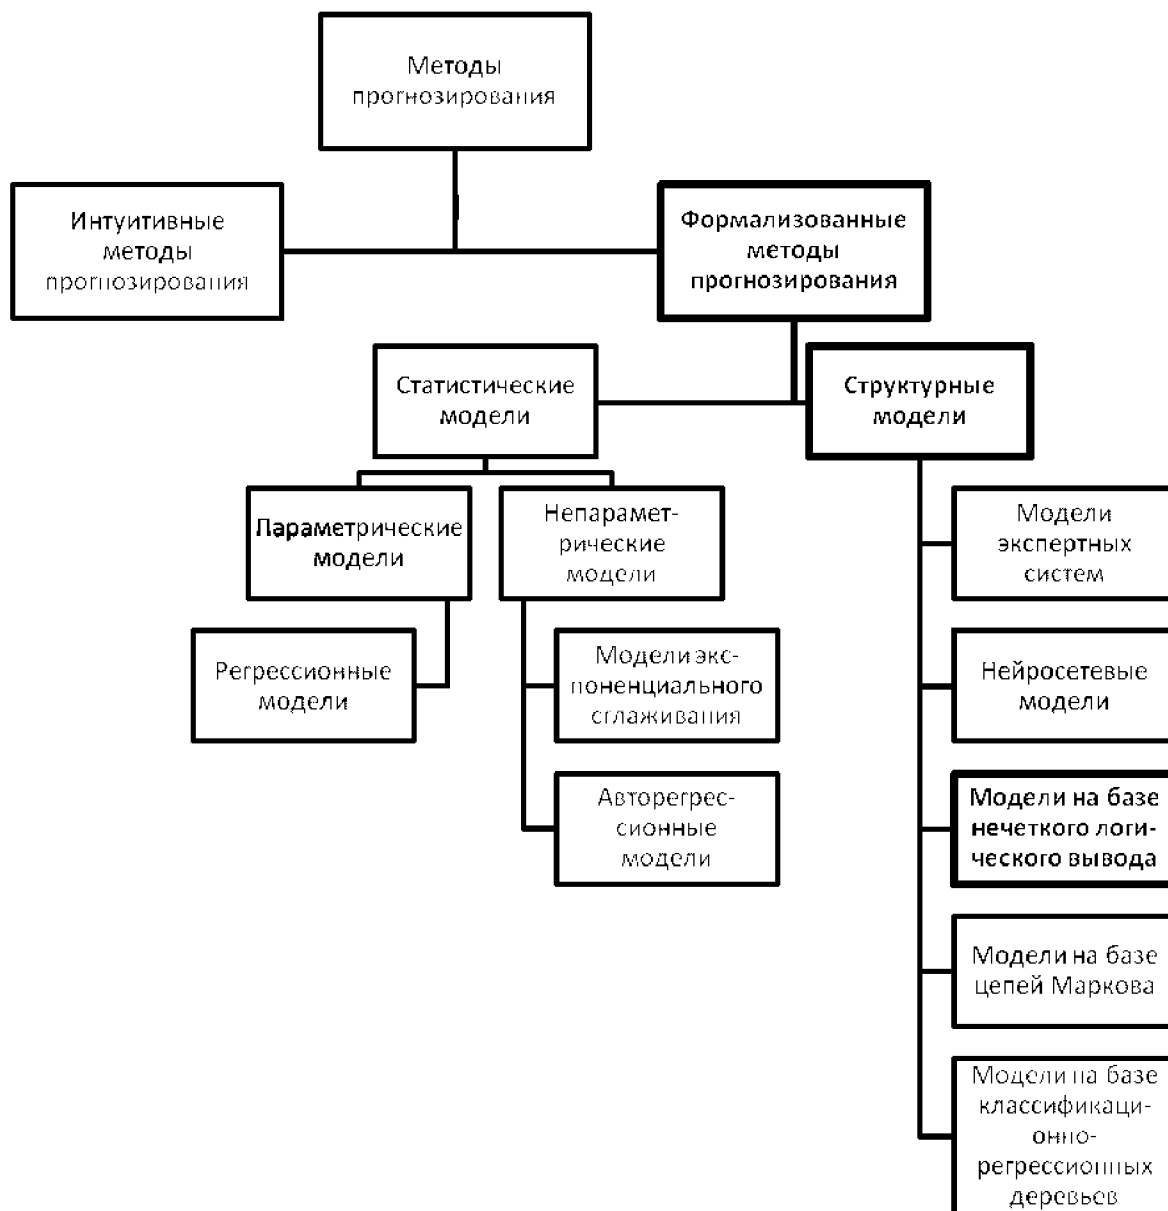 Методы
прогнозирования
Интуитивные
методы
прогнозирования
Формализованные
методы
прогнозирования
Статистические
модели
Структурные
модели
Параметрические
модели
Непарамет-
рические
модели
Регрессионные
модели
Модели экс-
поненциального
сглаживания
Авторегрес-
сионные
модели
Модели
экспертных
систем
Нейросетевые
модели
Модели на базе
нечеткого логи-
ческого вывода
Модели на базе
цепей Маркова
Модели на базе
классификаци-
онно-
регрессионных
деревьев